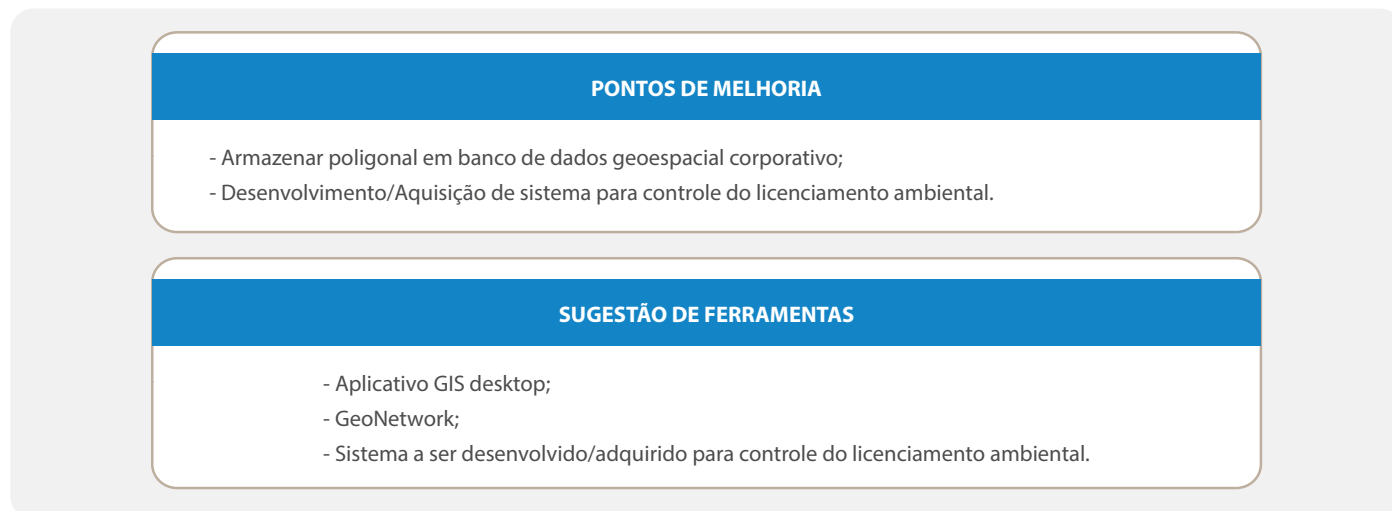 PONTOS DE MELHORIA
- Armazenar poligonal em banco de dados geoespacial corporativo;
- Desenvolvimento/Aquisição de sistema para controle do licenciamento ambiental.
SUGESTÃO DE FERRAMENTAS
- Aplicativo GIS desktop;
- GeoNetwork;
- Sistema a ser desenvolvido/adquirido para controle do licenciamento ambiental.